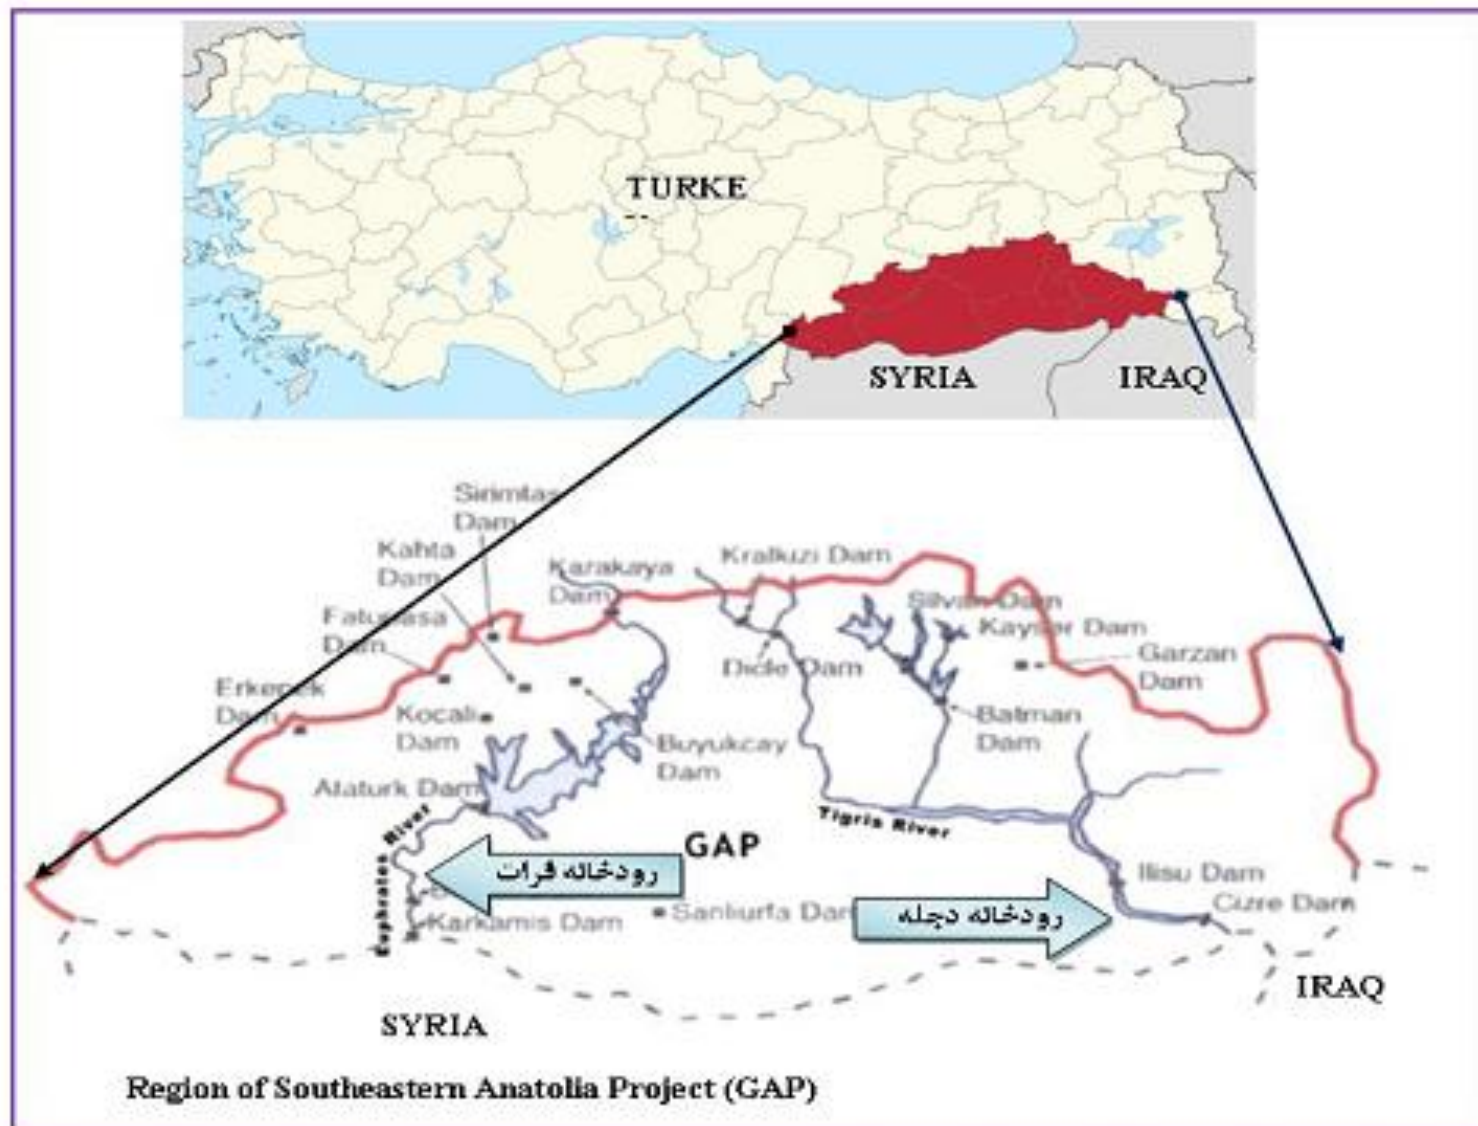 TURKE
SYRIA
IRAQ
Sirimtas
Dam
Kahta
Dam
Karakaya
Dam
Kralkuzi Dam
Silvan Dam
Kayser Dam
Dam
Dicle Dam
Garzan
Dam
Erkenek
Dam
Kocali
Dam
Batman
Dam
Buyukcay
Dam
Ataturk Dam
Euphrates River
Tigris River
GAP
رودخانه فرات
رودخانه دجله
Ilisu Dam
Cizre Dam
Karkamis Dam
Sanliurfa Dam
IRAQ
SYRIA
Region of Southeastern Anatolia Project (GAP)